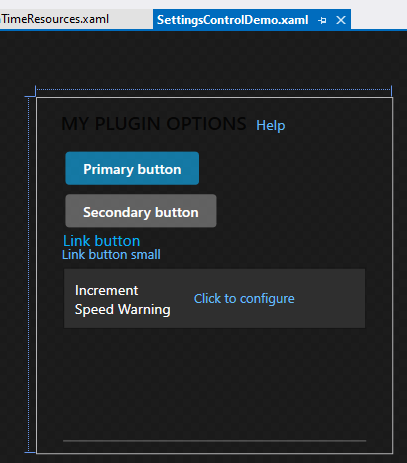 TimeResources.xaml
SettingsControlDemo.xaml
MY PLUGIN OPTIONS Help
Primary button
Secondary button
Link button
Link button small
Increment
Speed Warning
Click to configure